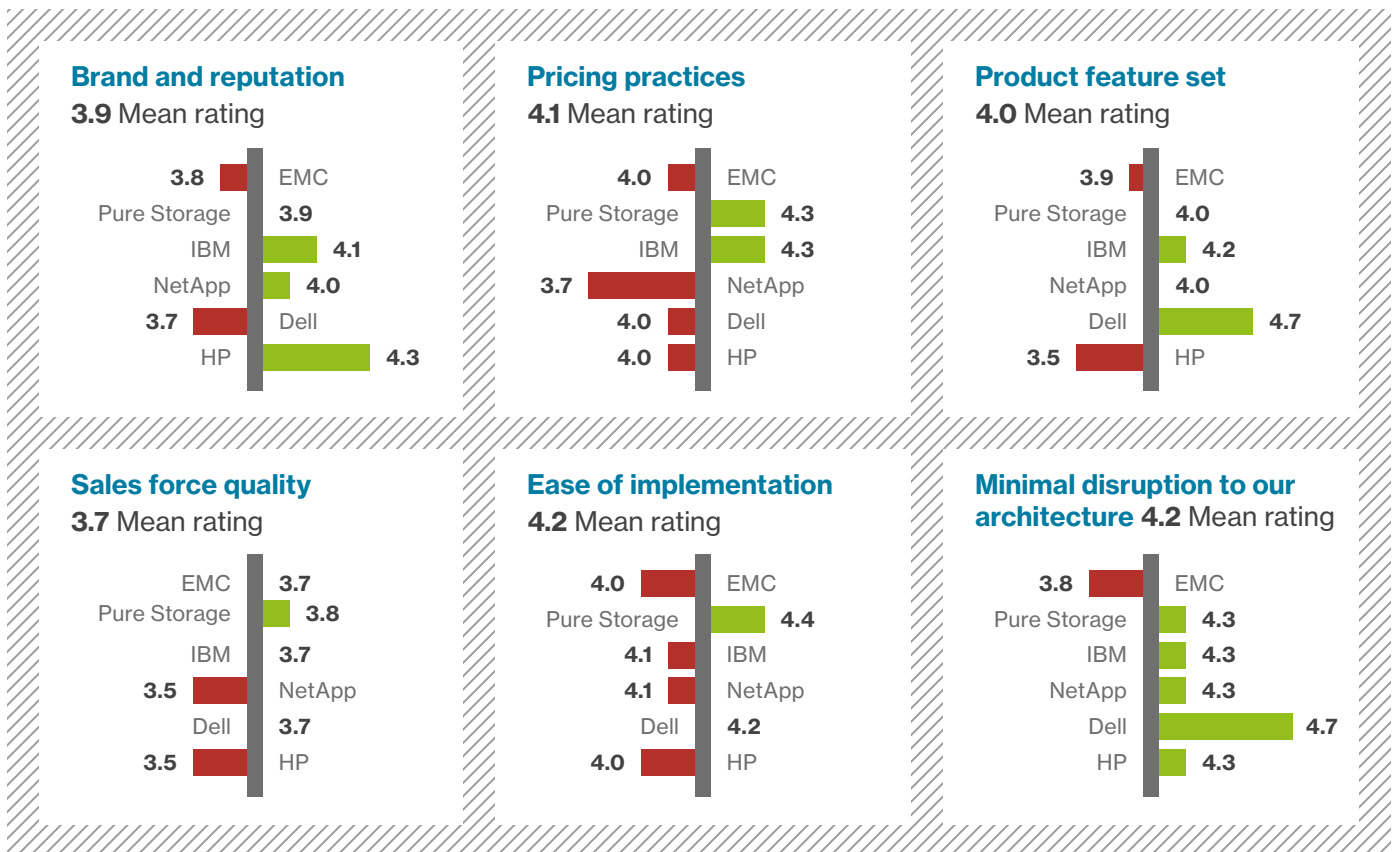 Brand and reputation
3.9 Mean rating
3.8 EMC
Pure Storage 3.9
IBM 4.1
NetApp 4.0
3.7 Dell
HP 4.3
Pricing practices
4.1 Mean rating
4.0 EMC
Pure Storage 4.3
IBM 4.3
3.7 NetApp
4.0 Dell
4.0 HP
Product feature set
4.0 Mean rating
3.9 EMC
Pure Storage 4.0
IBM 4.2
NetApp 4.0
Dell 4.7
3.5 HP
Sales force quality
3.7 Mean rating
EMC 3.7
Pure Storage 3.8
IBM 3.7
3.5 NetApp
Dell 3.7
3.5 HP
Ease of implementation
4.2 Mean rating
4.0 EMC
Pure Storage 4.4
4.1 IBM
4.1 NetApp
Dell 4.2
4.0 HP
Minimal disruption to our
architecture 4.2 Mean rating
3.8 EMC
Pure Storage 4.3
IBM 4.3
NetApp 4.3
Dell 4.7
HP 4.3